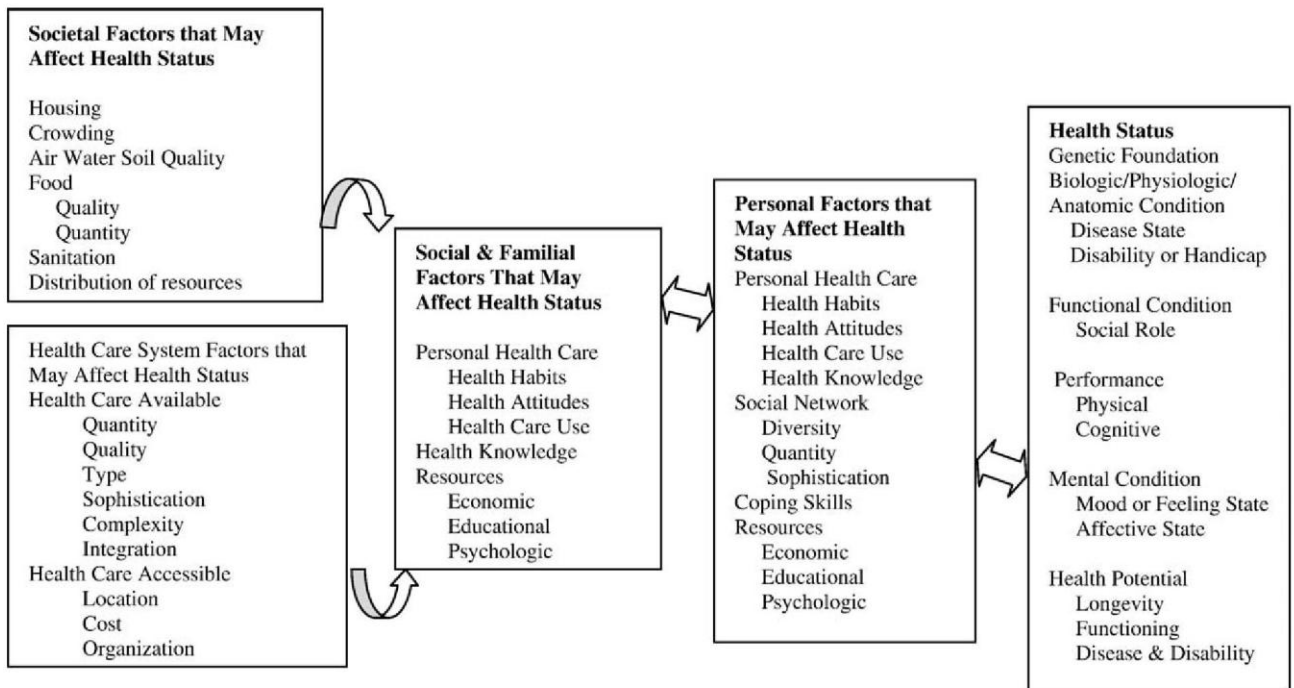 Societal Factors that May
Affect Health Status
Housing
Crowding
Air Water Soil Quality
Food
Quality
Quantity
Sanitation
Distribution of resources
Health Care System Factors that
May Affect Health Status
Health Care Available
Quantity
Quality
Type
Sophistication
Complexity
Integration
Health Care Accessible
Location
Cost
Organization
Social & Familial
Factors That May
Affect Health Status
Personal Health Care
Health Habits
Health Attitudes
Health Care Use
Health Knowledge
Resources
Economic
Educational
Psychologic
Personal Factors that
May Affect Health
Status
Personal Health Care
Health Habits
Health Attitudes
Health Care Use
Health Knowledge
Social Network
Diversity
Quantity
Sophistication
Coping Skills
Resources
Economic
Educational
Psychologic
Health Status
Genetic Foundation
Biologic/Physiologic/
Anatomic Condition
Disease State
Disability or Handicap
Functional Condition
Social Role
Performance
Physical
Cognitive
Mental Condition
Mood or Feeling State
Affective State
Health Potential
Longevity
Functioning
Disease & Disability